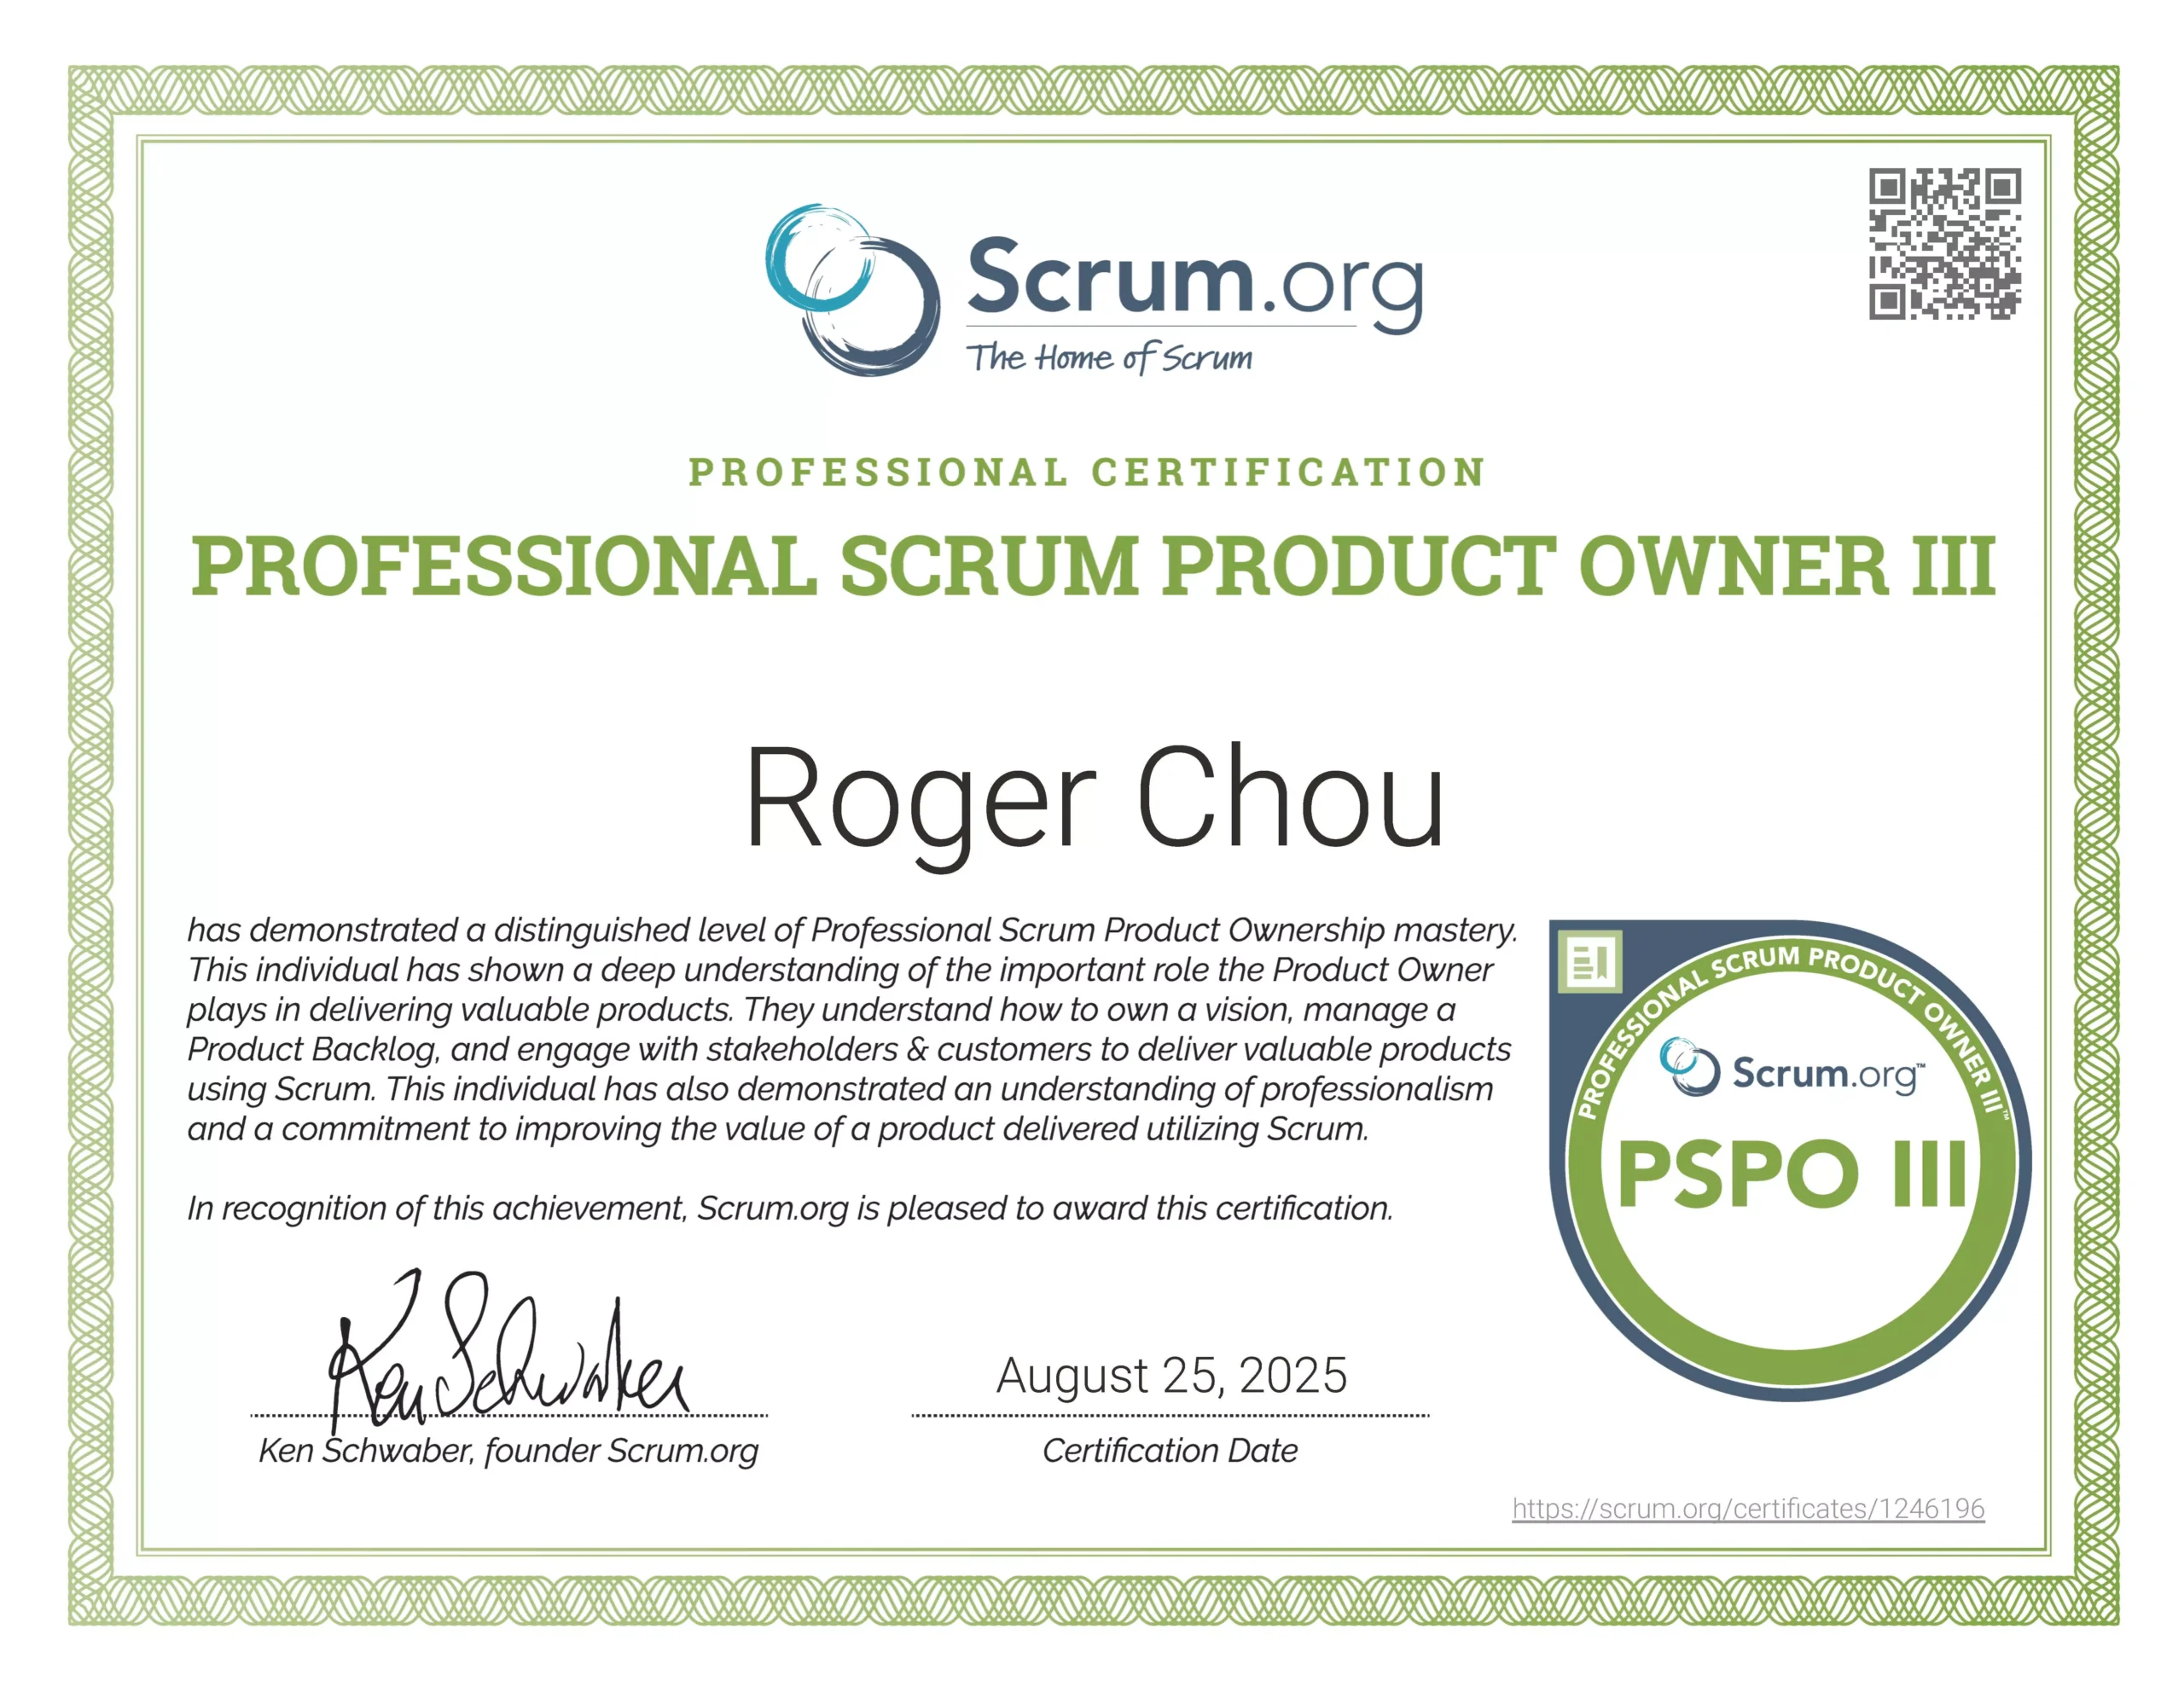 Scrum.org
The Home of Scrum
PROFESSIONAL CERTIFICATION
PROFESSIONAL SCRUM PRODUCT OWNER III
Roger Chou
has demonstrated a distinguished level of Professional Scrum Product Ownership mastery.
This individual has shown a deep understanding of the important role the Product Owner
plays in delivering valuable products. They understand how to own a vision, manage a
Product Backlog, and engage with stakeholders & customers to deliver valuable products
using Scrum. This individual has also demonstrated an understanding of professionalism
and a commitment to improving the value of a product delivered utilizing Scrum.
In recognition of this achievement, Scrum.org is pleased to award this certification.
PROFESSIONAL SCRUM PRODUCT OWNER III™
Scrum.org™
PSPO III
Ken Schwaber
Ken Schwaber, founder Scrum.org
August 25, 2025
Certification Date
https://scrum.org/certificates/1246196